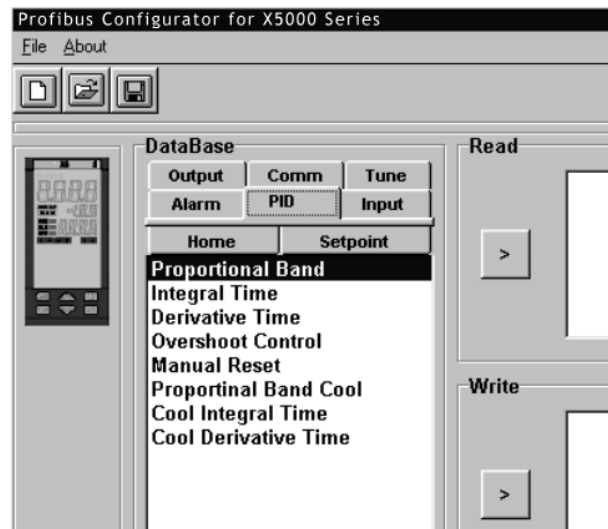 Profibus Configurator for X5000 Series
File About
DataBase
Output Comm Tune
Alarm PID Input
Home Setpoint
Proportional Band
Integral Time
Derivative Time
Overshoot Control
Manual Reset
Proportinal Band Cool
Cool Integral Time
Cool Derivative Time
Read
>
Write
>